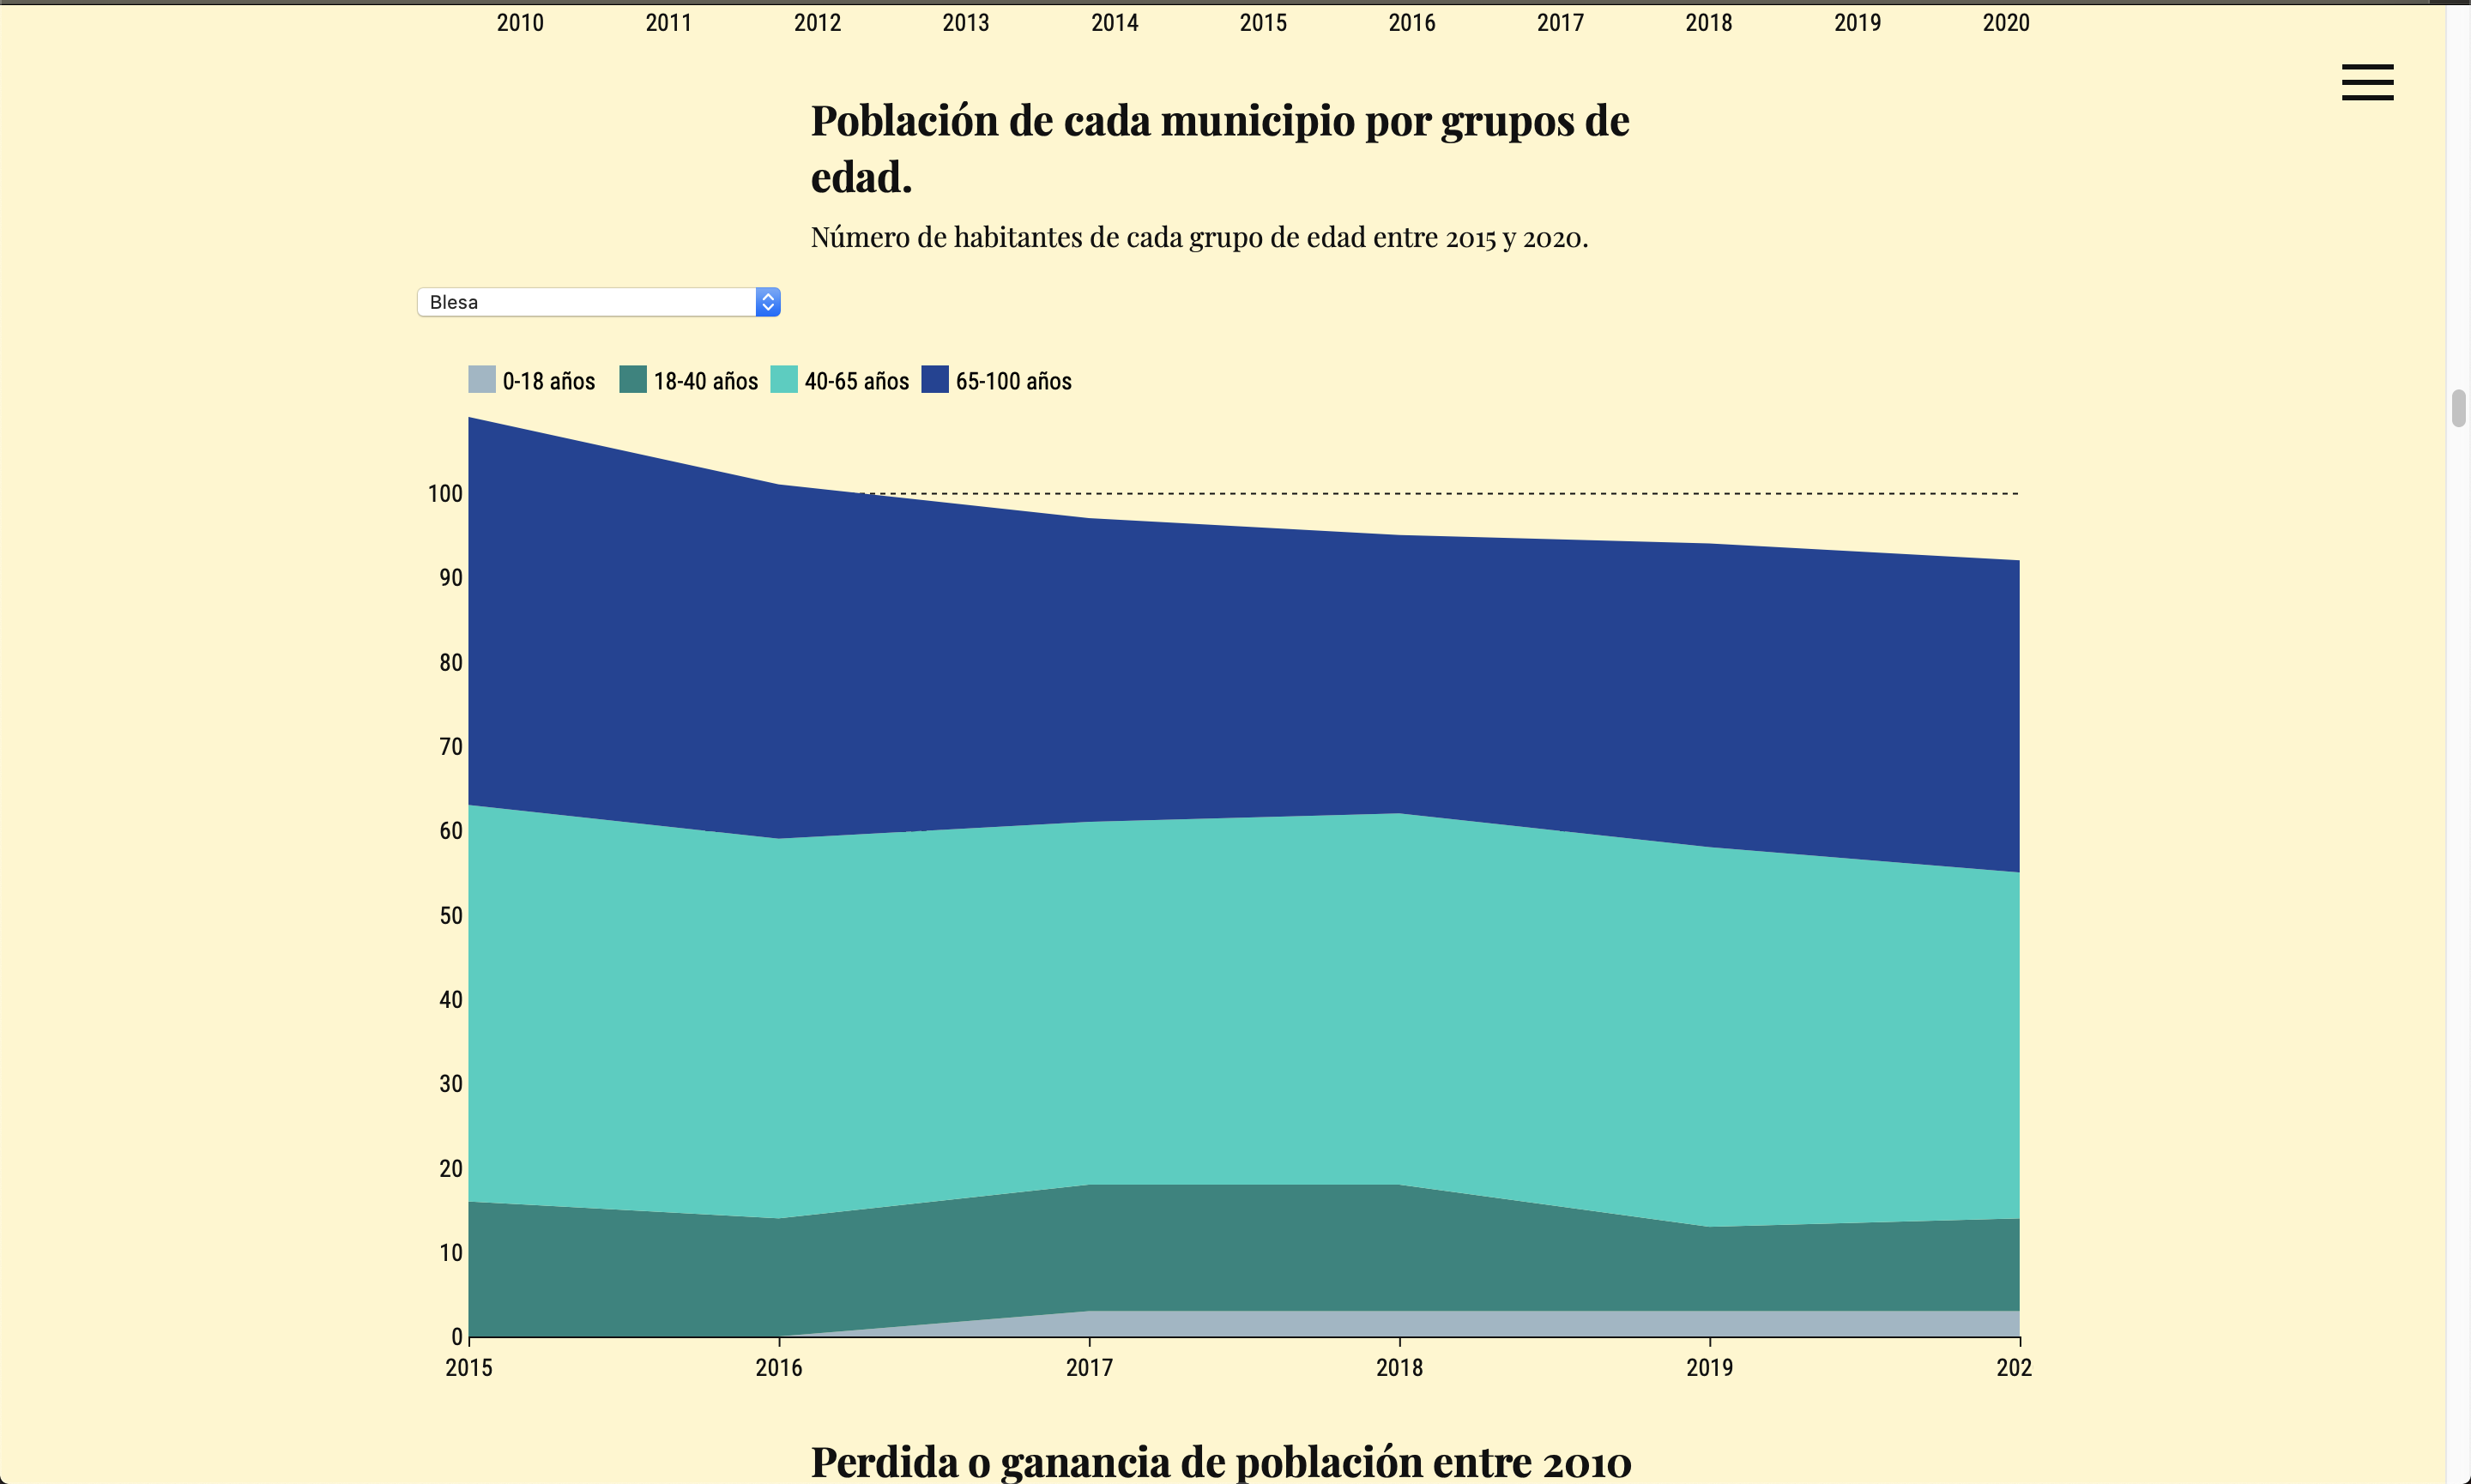 2010 2011 2012 2013 2014 2015 2016 2017 2018 2019 2020
Población de cada municipio por grupos de
edad.
Número de habitantes de cada grupo de edad entre 2015 y 2020.
Blesa
0-18 años 18-40 años 40-65 años 65-100 años
100
90
80
70
60
50
40
30
20
10
0
2015 2016 2017 2018 2019 202
Perdida o ganancia de población entre 2010